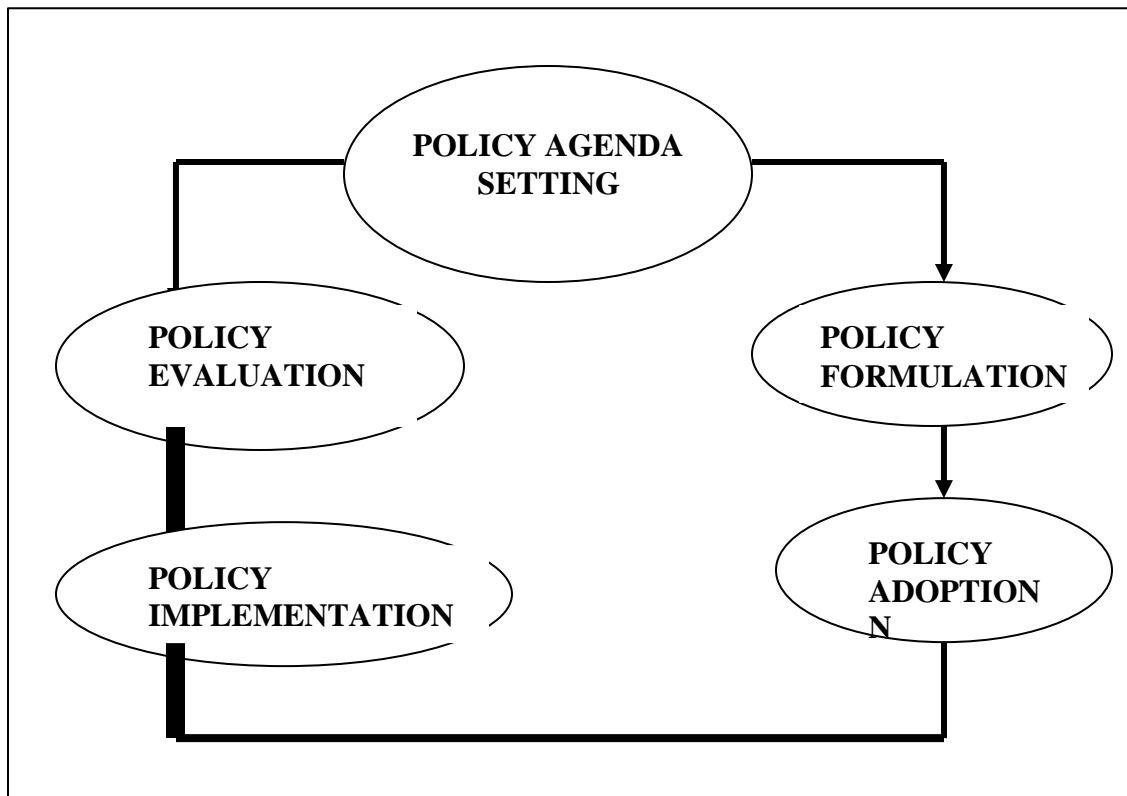 POLICY AGENDA
SETTING
POLICY
EVALUATION
POLICY
FORMULATION
POLICY
IMPLEMENTATION
POLICY
ADOPTION
N